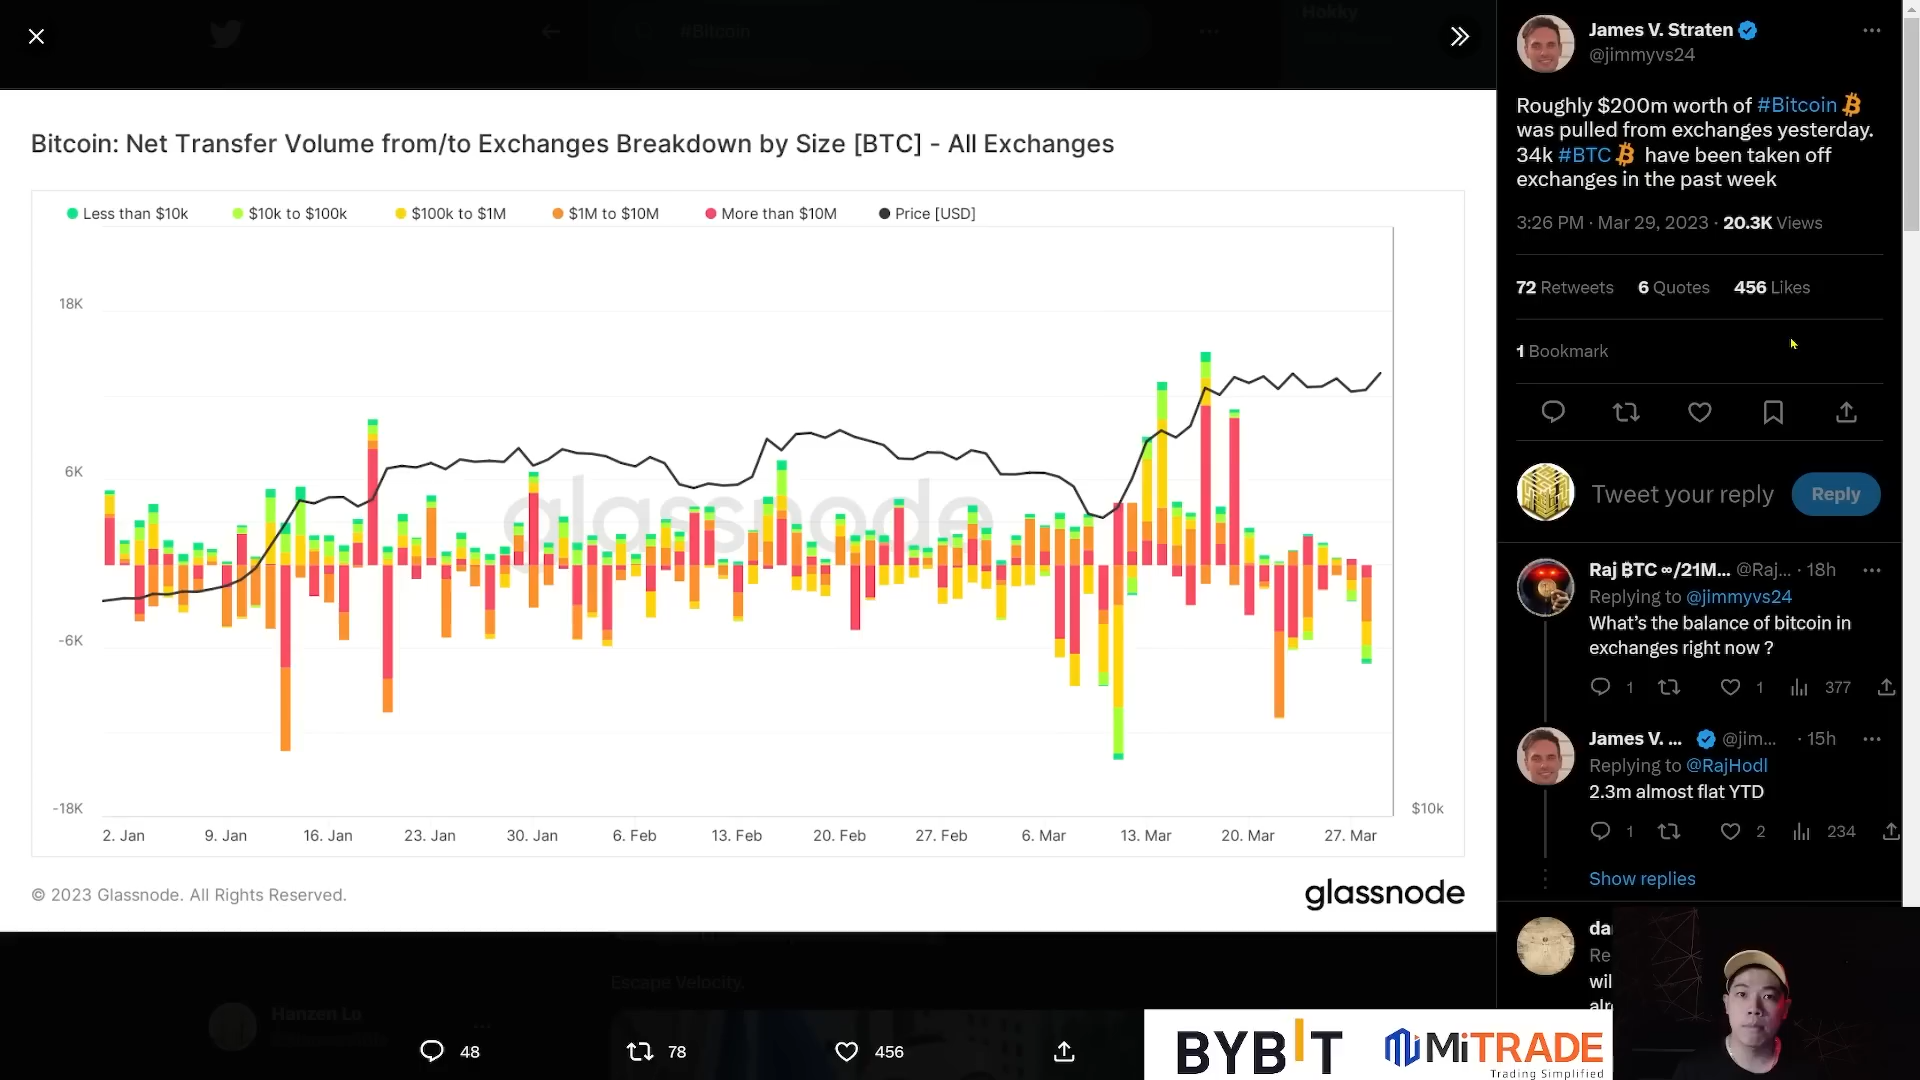 #Bitcoin
Hokky
Bitcoin: Net Transfer Volume from/to Exchanges Breakdown by Size [BTC] - All Exchanges
Less than $10k
$10k to $100k
$100k to $1M
$1M to $10M
More than $10M
Price [USD]
18K
6K
-6K
-18K
$10k
glassnode
2. Jan
9. Jan
16. Jan
23. Jan
30. Jan
6. Feb
13. Feb
20. Feb
27. Feb
6. Mar
13. Mar
20. Mar
27. Mar
© 2023 Glassnode. All Rights Reserved.
glassnode
Escape Velocity.
Hanzen Lu
48
78
456
James V. Straten
@jimmyvs24
Roughly $200m worth of #Bitcoin
was pulled from exchanges yesterday.
34k #BTC have been taken off
exchanges in the past week
3:26 PM · Mar 29, 2023 · 20.3K Views
72 Retweets 6 Quotes 456 Likes
1 Bookmark
Tweet your reply
Reply
Raj ₿TC ∞/21M... @Raj... · 18h
Replying to @jimmyvs24
What's the balance of bitcoin in
exchanges right now ?
1 1 377
James V. ... @jim... · 15h
Replying to @RajHodl
2.3m almost flat YTD
1 2 234
Show replies
BYBIT
MiTRADE
Trading Simplified